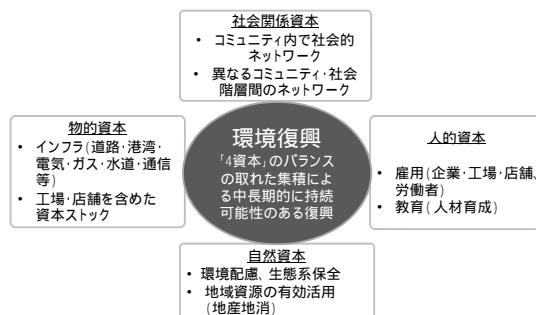 社会関係資本
• コミュニティ内で社会的
ネットワーク
• 異なるコミュニティ・社会
階層間のネットワーク
物的資本
• インフラ(道路・港湾・
電気・ガス・水道・通信
等)
• 工場・店舗を含めた
資本ストック
環境復興
「4資本」のバランス
の取れた集積によ
る中長期的に持続
可能性のある復興
人的資本
• 雇用(企業・工場・店舗、
労働者)
• 教育(人材育成)
自然資本
• 環境配慮、生態系保全
• 地域資源の有効活用
(地産地消)